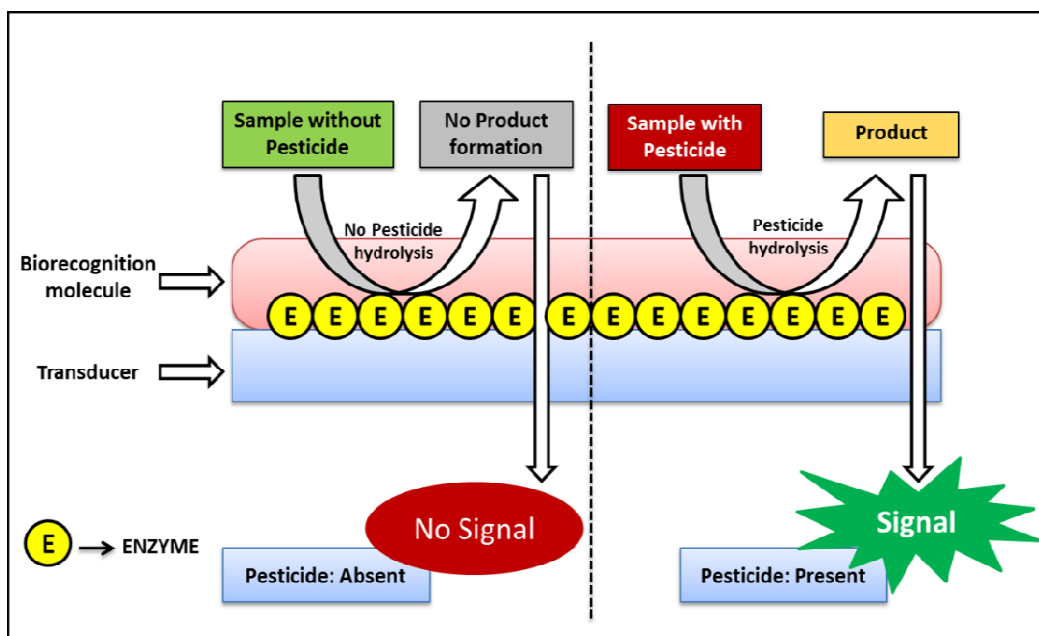 Sample without
Pesticide
No Product
formation
Sample with
Pesticide
Product
No Pesticide
hydrolysis
Pesticide
hydrolysis
Biorecognition
molecule
E E E E E E E E E E E E E
Transducer
No Signal
Signal
E → ENZYME
Pesticide: Absent
Pesticide: Present